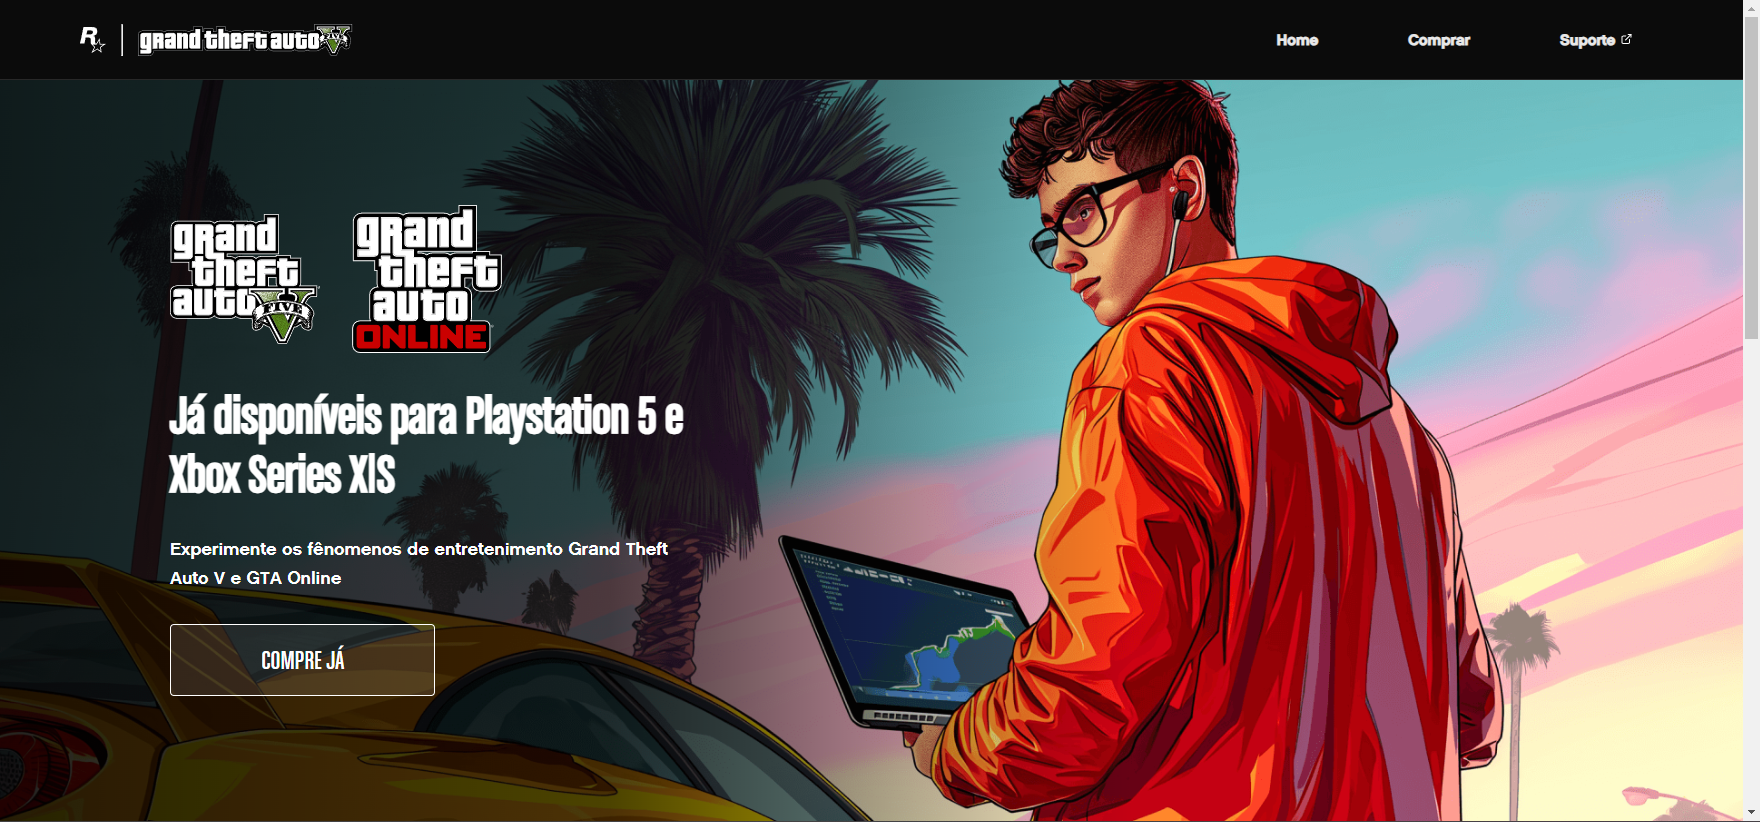 R
grand theft auto V
FIVE
Home
Comprar
Suporte
grand
theft
auto V
FIVE
grand
theft
auto
ONLINE
Já disponíveis para Playstation 5 e
Xbox Series X|S
Experimente os fênomenos de entretenimento Grand Theft
Auto V e GTA Online
COMPRE JÁ